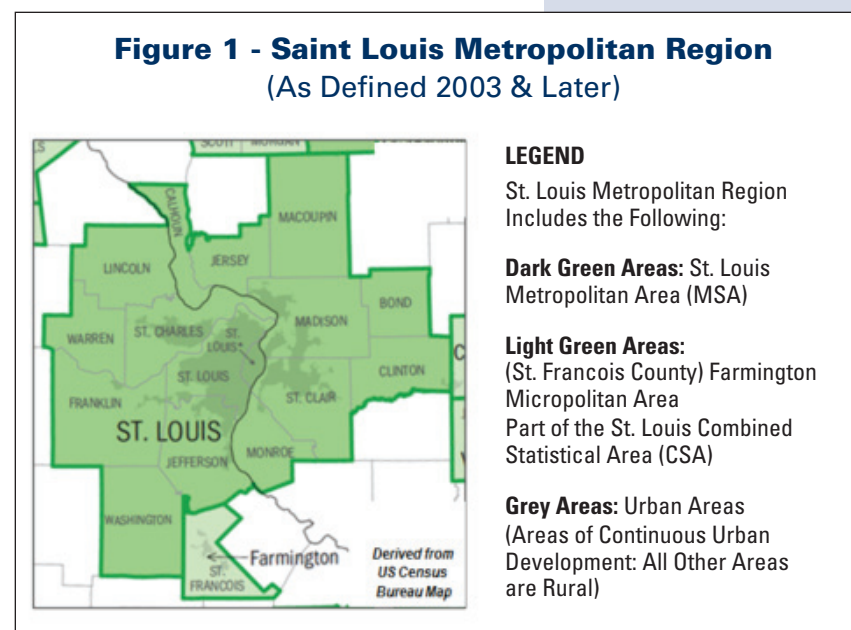 Figure 1 - Saint Louis Metropolitan Region
(As Defined 2003 & Later)
SCOTT
MORGAN
CALHOUN
MACOUPIN
JERSEY
LINCOLN
BOND
MADISON
WARREN
ST. CHARLES
ST.
LOUIS*
CLINTON
ST. LOUIS
ST. CLAIR
FRANKLIN
ST. LOUIS
MONROE
JEFFERSON
WASHINGTON
Farmington
ST.
FRANCOIS
Derived from
US Census
Bureau Map
LEGEND
St. Louis Metropolitan Region
Includes the Following:
Dark Green Areas: St. Louis
Metropolitan Area (MSA)
Light Green Areas:
(St. Francois County) Farmington
Micropolitan Area
Part of the St. Louis Combined
Statistical Area (CSA)
Grey Areas: Urban Areas
(Areas of Continuous Urban
Development: All Other Areas
are Rural)